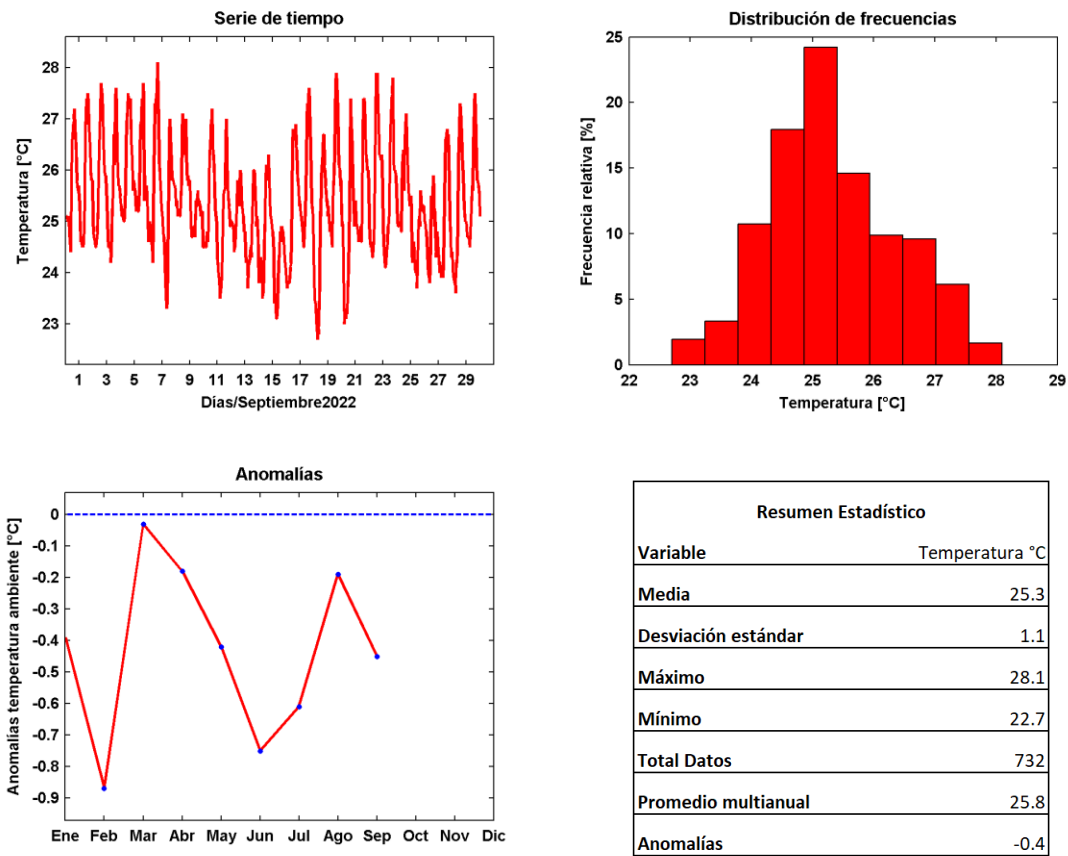 Serie de tiempo
28
27
26
25
24
23
Temperatura [°C]
1 3 5 7 9 11 13 15 17 19 21 23 25 27 29
Dias/Septiembre2022
Distribución de frecuencias
25
20
15
10
5
0
Frecuencia relativa [%]
22 23 24 25 26 27 28 29
Temperatura [°C]
Anomalías
0
-0.1
-0.2
-0.3
-0.4
-0.5
-0.6
-0.7
-0.8
-0.9
Anomalias temperatura ambiente [°C]
Ene Feb Mar Abr May Jun Jul Ago Sep Oct Nov Dic
Resumen Estadístico
Variable Temperatura °C
Media 25.3
Desviación estándar 1.1
Máximo 28.1
Mínimo 22.7
Total Datos 732
Promedio multianual 25.8
Anomalías -0.4